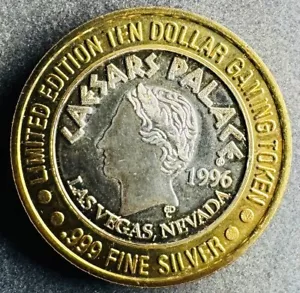 LIMITED EDITION TEN DOLLAR GAMING TOKEN
.999 FINE SILVER
CAESARS PALACE
1996
LAS VEGAS, NEVADA